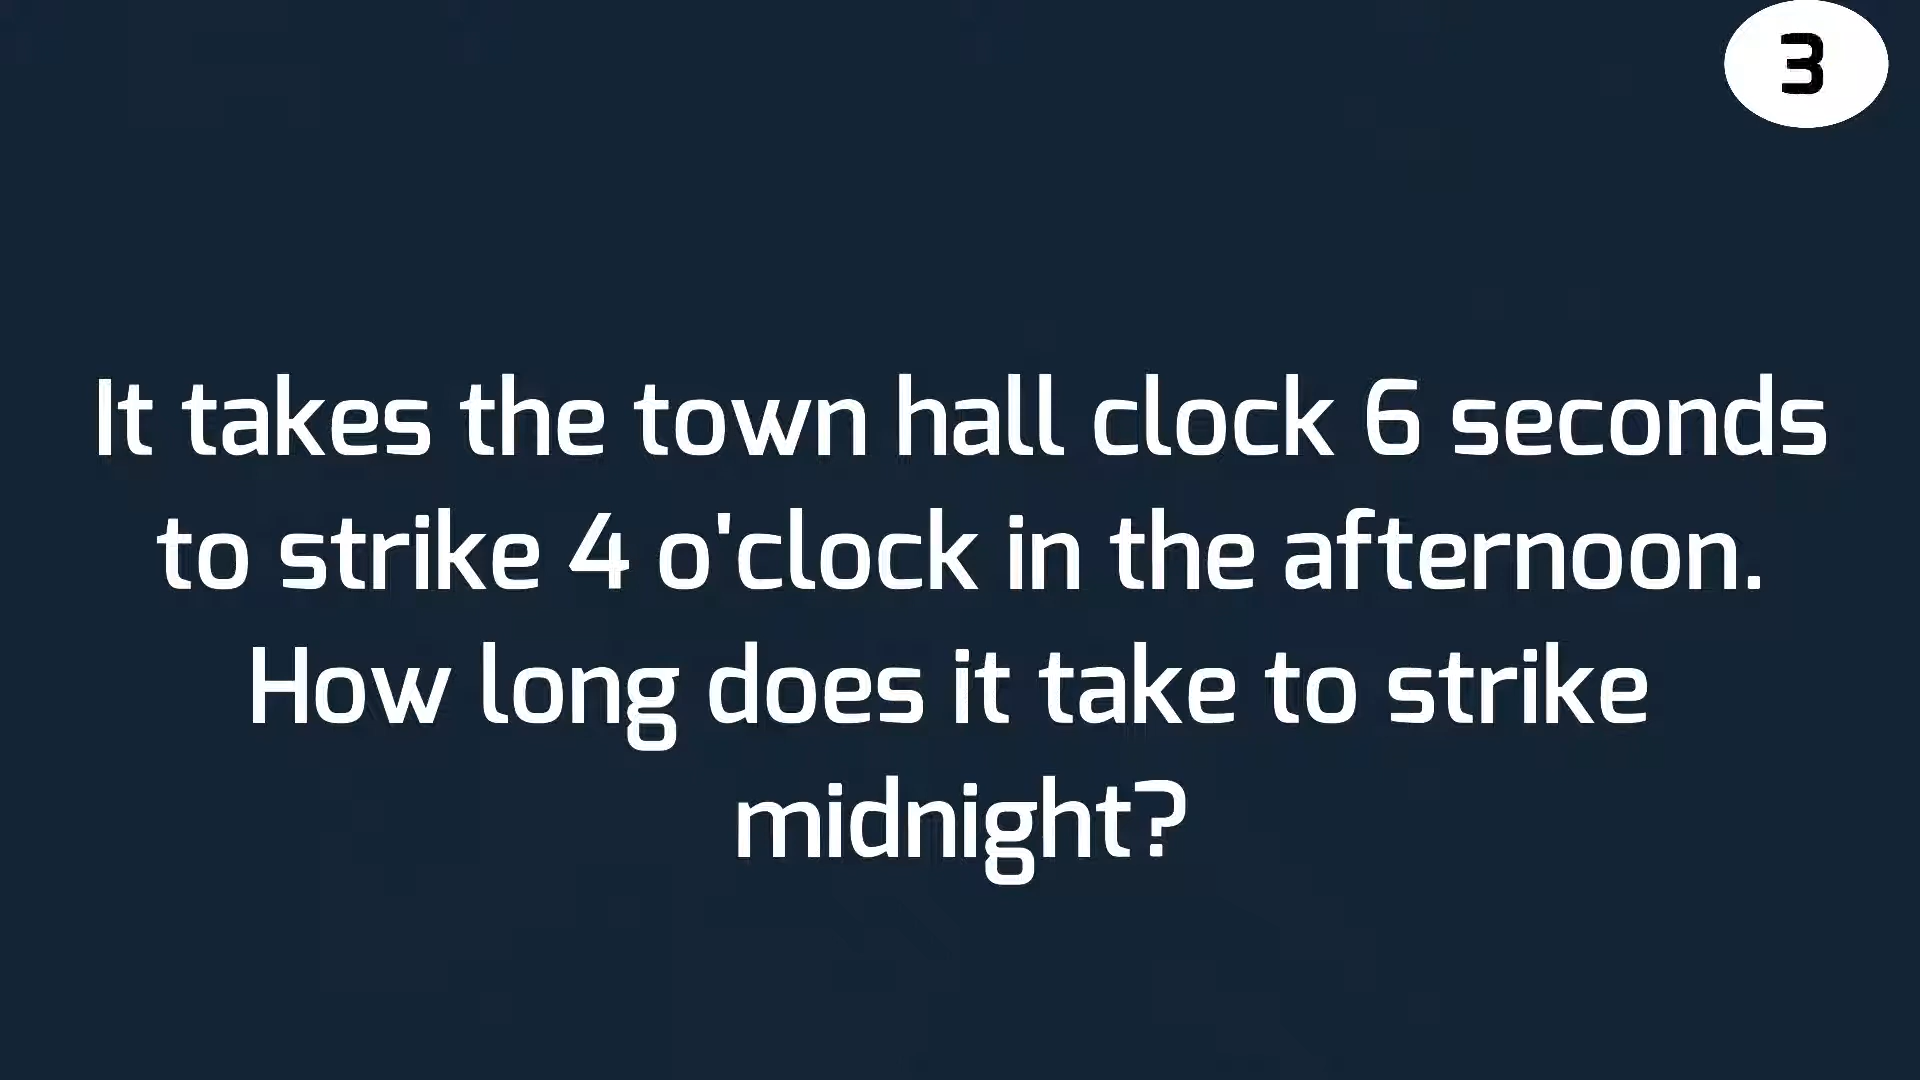 3
It takes the town hall clock 6 seconds
to strike 4 o'clock in the afternoon.
How long does it take to strike
midnight?